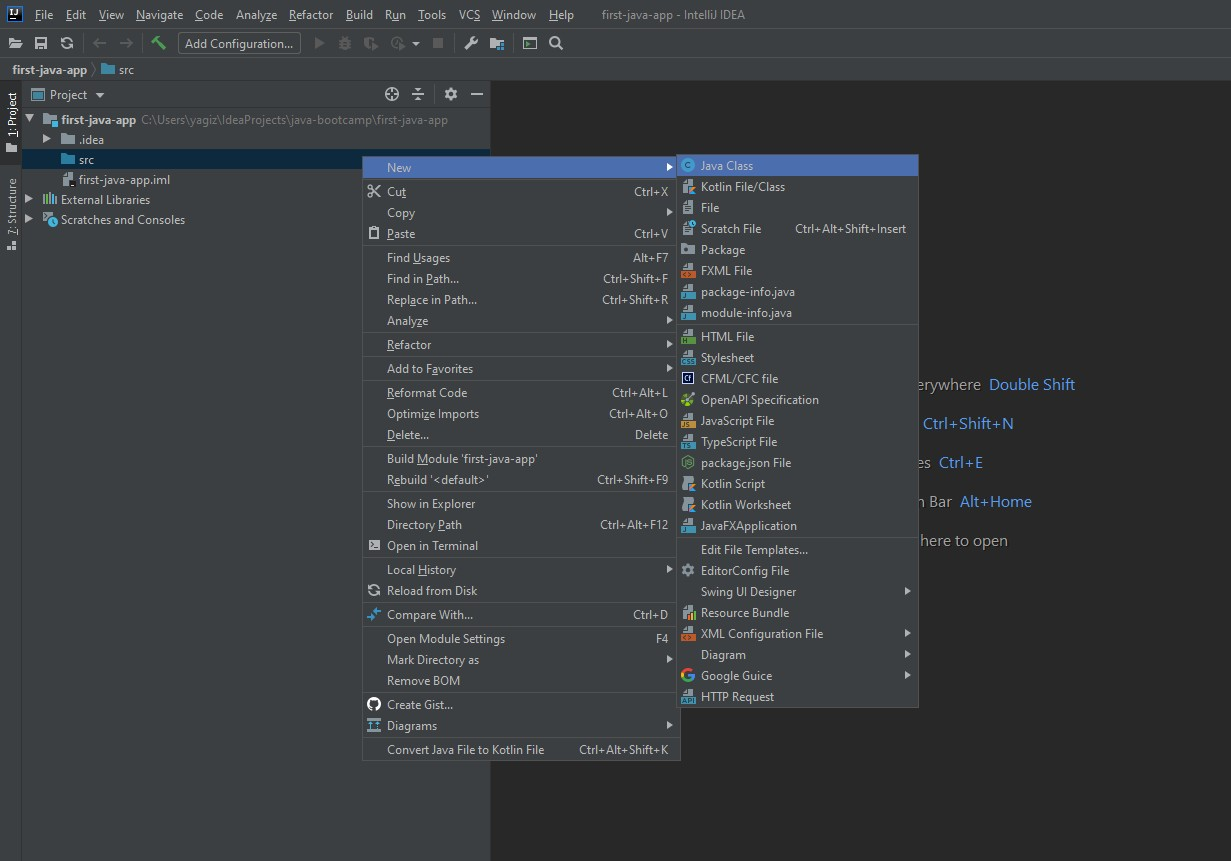 IJ File Edit View Navigate Code Analyze Refactor Build Run Tools VCS Window Help first-java-app - IntelliJ IDEA
Add Configuration...
first-java-app src
1: Project
7: Structure
Project
first-java-app C:\Users\yagiz\IdeaProjects\java-bootcamp\first-java-app
.idea
src
first-java-app.iml
External Libraries
Scratches and Consoles
New
Cut Ctrl+X
Copy
Paste Ctrl+V
Find Usages Alt+F7
Find in Path... Ctrl+Shift+F
Replace in Path... Ctrl+Shift+R
Analyze
Refactor
Add to Favorites
Reformat Code Ctrl+Alt+L
Optimize Imports Ctrl+Alt+O
Delete... Delete
Build Module 'first-java-app'
Rebuild '<default>' Ctrl+Shift+F9
Show in Explorer
Directory Path Ctrl+Alt+F12
Open in Terminal
Local History
Reload from Disk
Compare With... Ctrl+D
Open Module Settings F4
Mark Directory as
Remove BOM
Create Gist...
Diagrams
Convert Java File to Kotlin File Ctrl+Alt+Shift+K
Java Class
Kotlin File/Class
File
Scratch File Ctrl+Alt+Shift+Insert
Package
FXML File
package-info.java
module-info.java
HTML File
Stylesheet
CFML/CFC file
OpenAPI Specification
JavaScript File
TypeScript File
package.json File
Kotlin Script
Kotlin Worksheet
JavaFXApplication
Edit File Templates...
EditorConfig File
Swing UI Designer
Resource Bundle
XML Configuration File
Diagram
Google Guice
HTTP Request
erywhere Double Shift
Ctrl+Shift+N
es Ctrl+E
n Bar Alt+Home
here to open